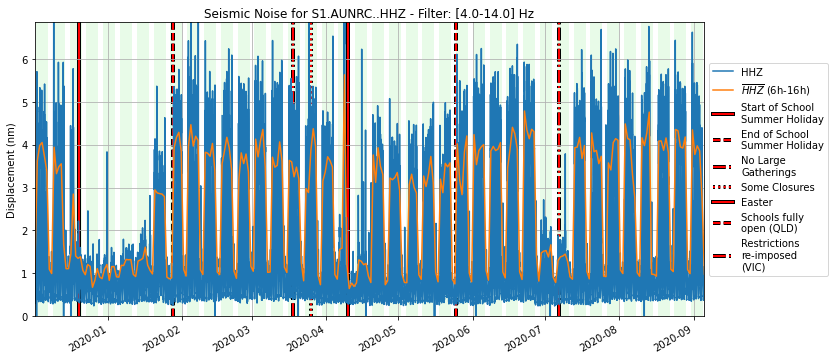 Seismic Noise for S1.AUNRC..HHZ - Filter: [4.0-14.0] Hz
Displacement (nm)
6
5
4
3
2
1
0
2020-01
2020-02
2020-03
2020-04
2020-05
2020-06
2020-07
2020-08
2020-09
HHZ
HHZ (6h-16h)
Start of School
Summer Holiday
End of School
Summer Holiday
No Large
Gatherings
Some Closures
Easter
Schools fully
open (QLD)
Restrictions
re-imposed
(VIC)